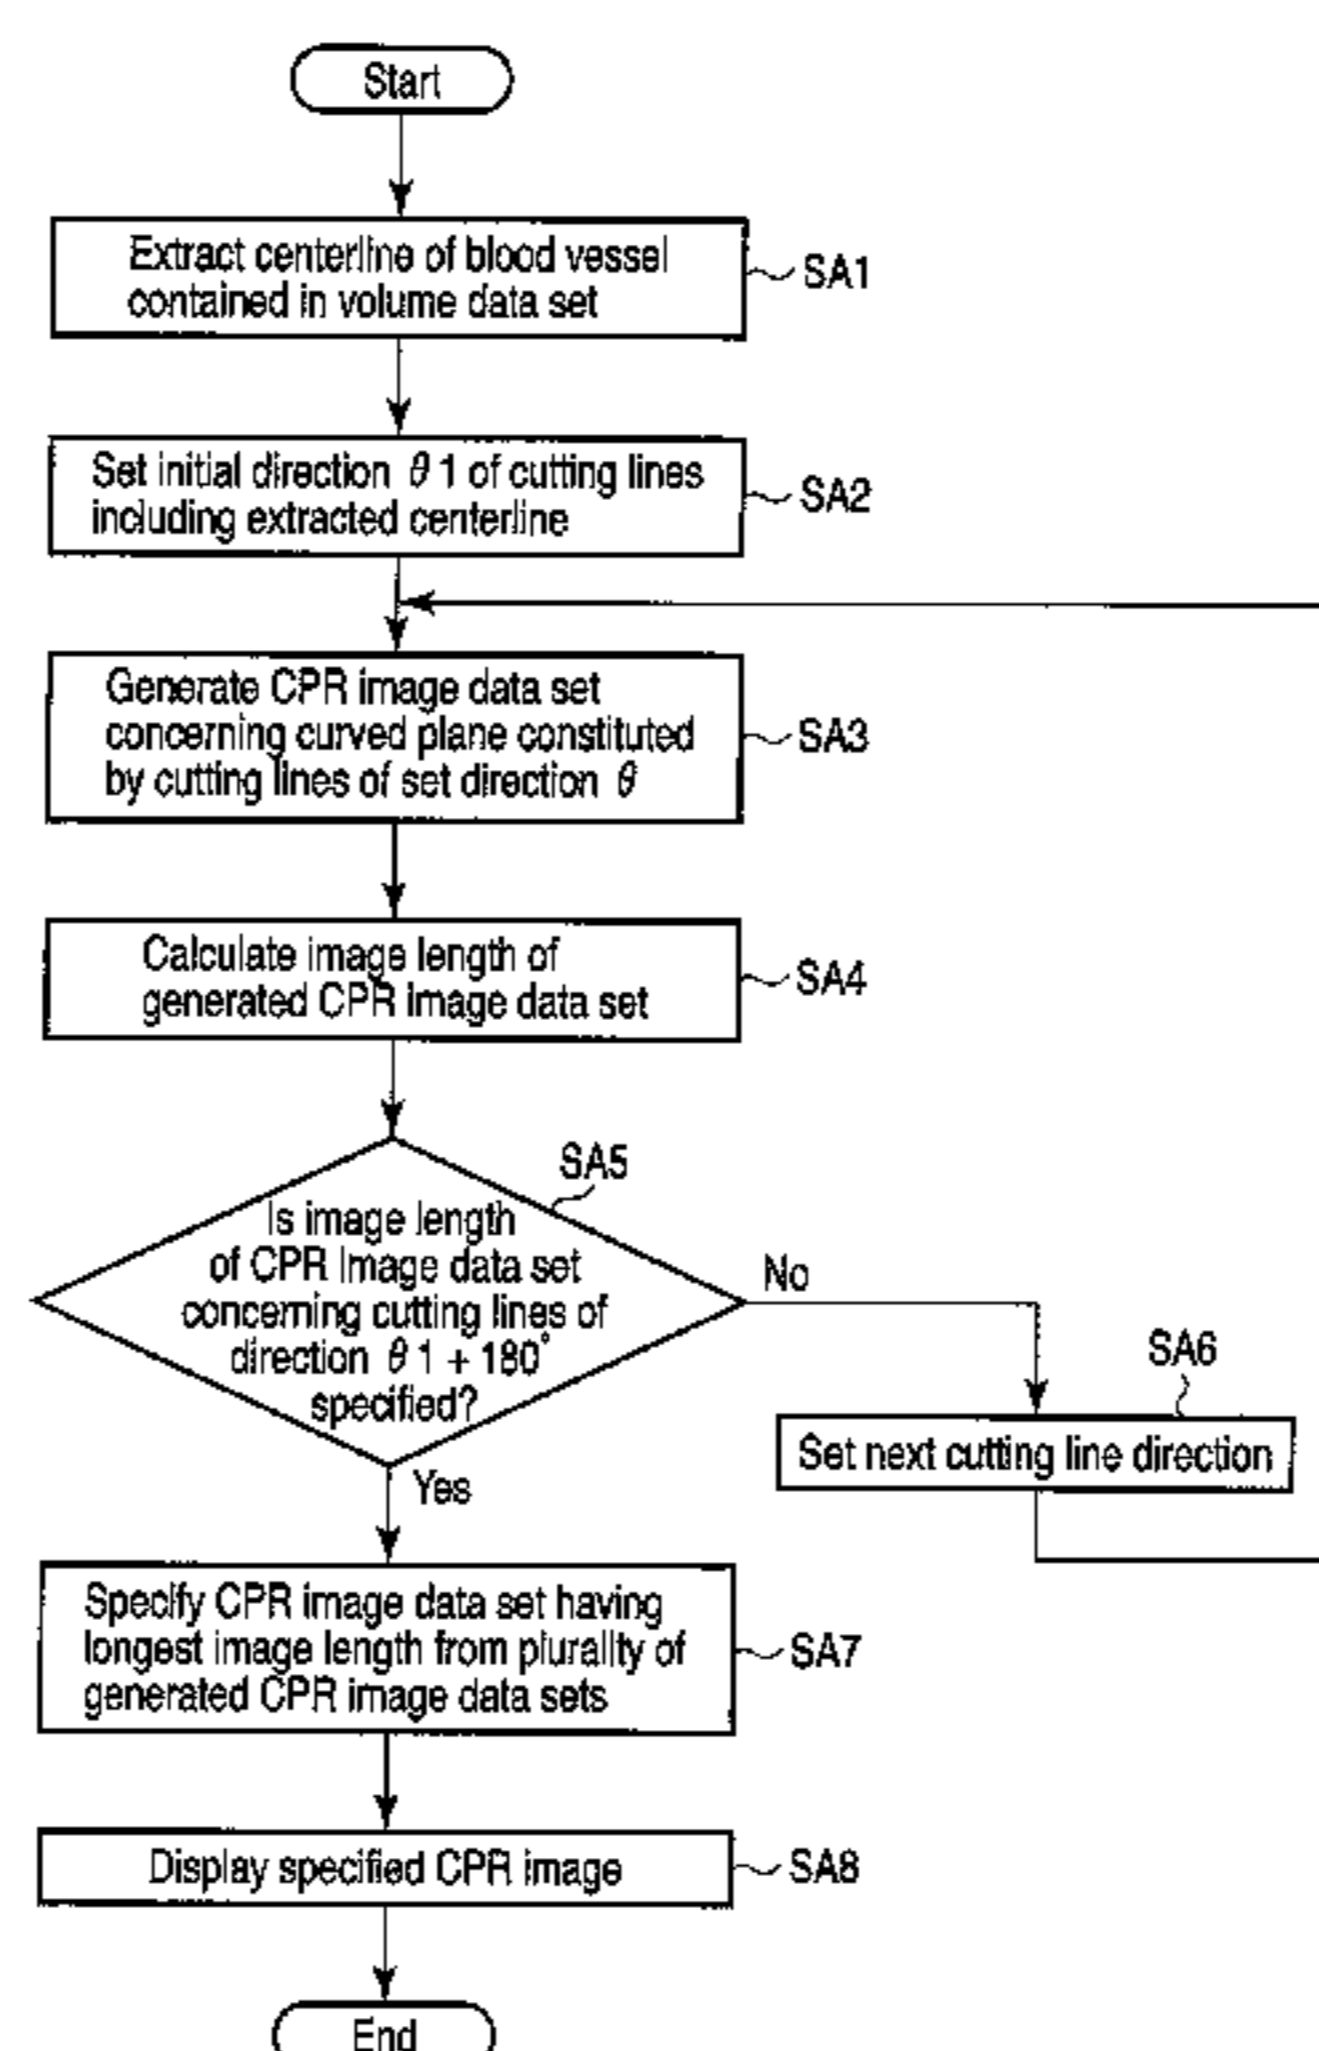 Start
Extract centerline of blood vessel
contained in volume data set
SA1
Set initial direction θ1 of cutting lines
including extracted centerline
SA2
Generate CPR image data set
concerning curved plane constituted
by cutting lines of set direction θ
SA3
Calculate image length of
generated CPR image data set
SA4
SA5
Is image length
of CPR image data set
concerning cutting lines of
direction θ1 + 180°
specified?
No
SA6
Set next cutting line direction
Yes
Specify CPR image data set having
longest image length from plurality of
generated CPR image data sets
SA7
Display specified CPR image
SA8
End